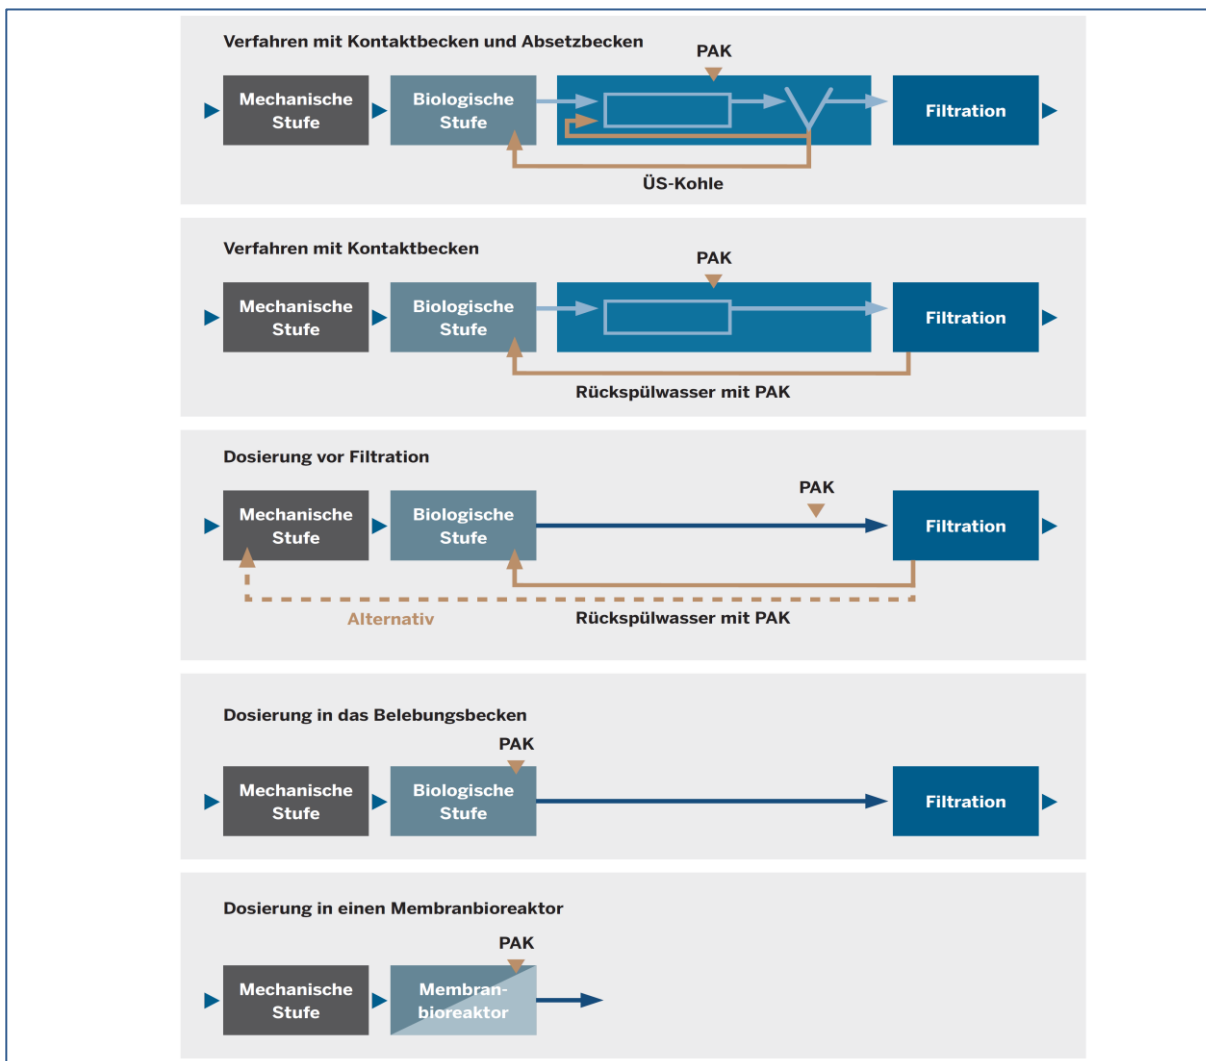 Verfahren mit Kontaktbecken und Absetzbecken
PAK
Mechanische
Stufe
Biologische
Stufe
Filtration
ÜS-Kohle
Verfahren mit Kontaktbecken
PAK
Mechanische
Stufe
Biologische
Stufe
Filtration
Rückspülwasser mit PAK
Dosierung vor Filtration
PAK
Mechanische
Stufe
Biologische
Stufe
Filtration
Alternativ
Rückspülwasser mit PAK
Dosierung in das Belebungsbecken
PAK
Mechanische
Stufe
Biologische
Stufe
Filtration
Dosierung in einen Membranbioreaktor
PAK
Mechanische
Stufe
Membran-
bioreaktor